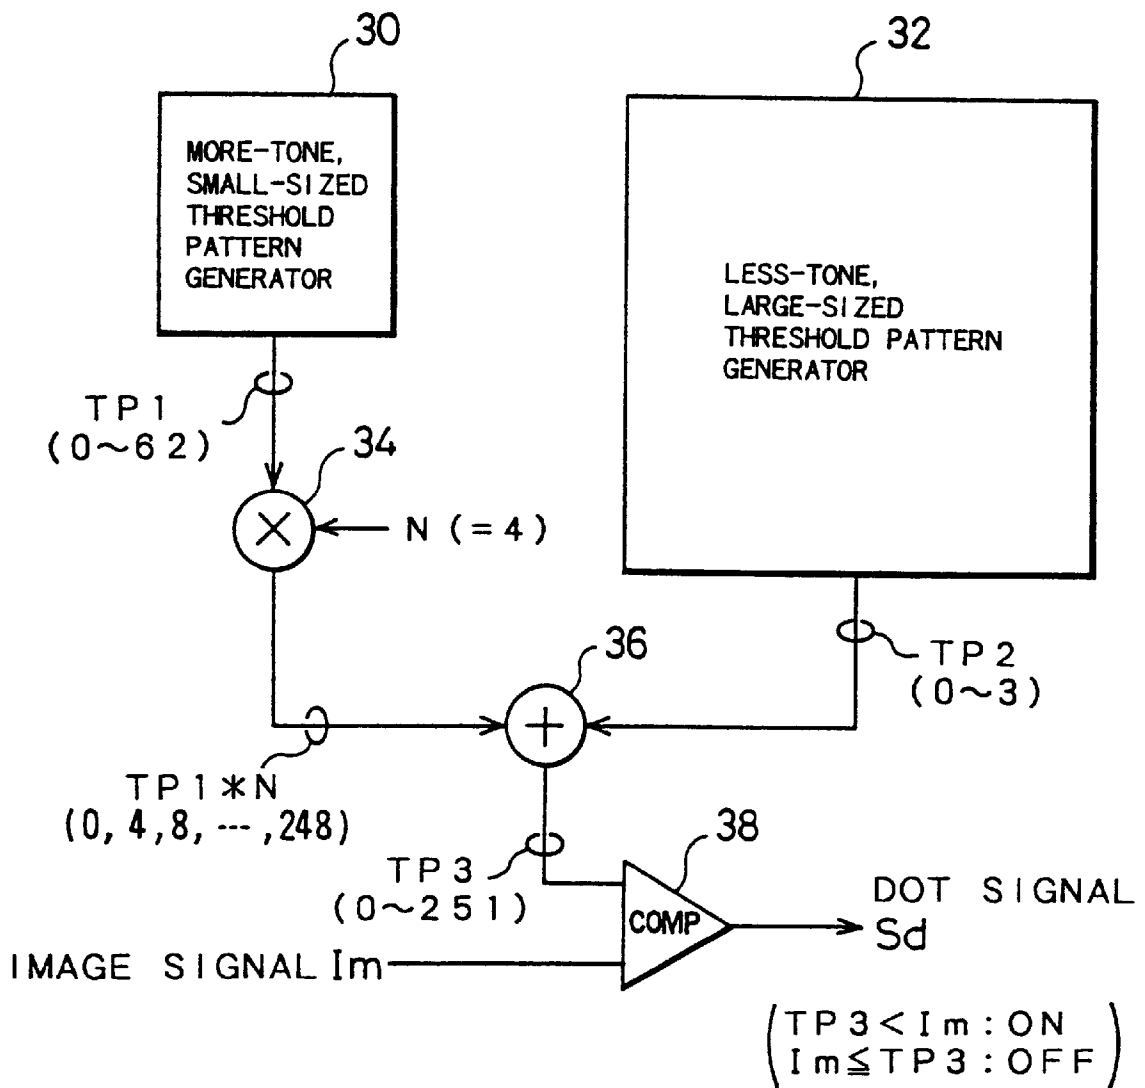 30
32
MORE-TONE,
SMALL-SIZED
THRESHOLD
PATTERN
GENERATOR
LESS-TONE,
LARGE-SIZED
THRESHOLD PATTERN
GENERATOR
TP1
(0~62)
34
×
N (=4)
36
TP2
(0~3)
+
TP1*N
(0,4,8,---,248)
38
TP3
(0~251)
COMP
DOT SIGNAL
Sd
IMAGE SIGNAL Im
TP3<Im:ON
Im≦TP3:OFF